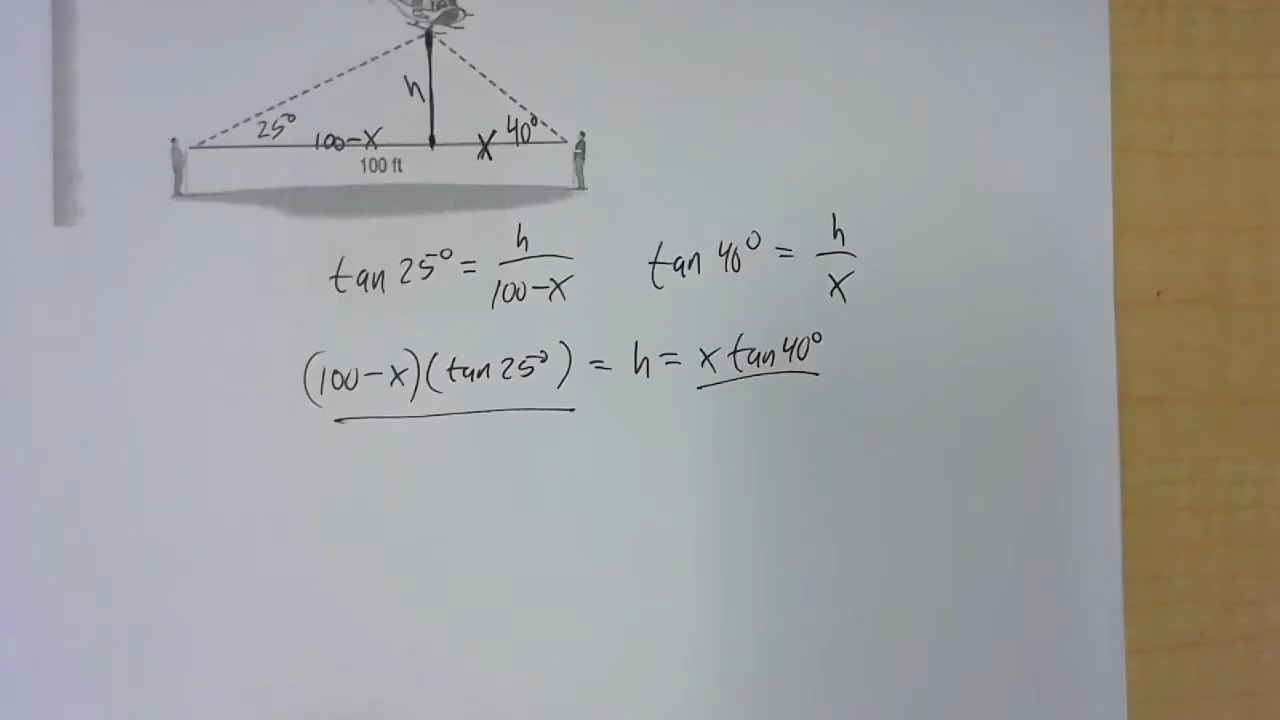 h
25° 100-x x 40°
100 ft
tan 25° = h/(100-x) tan 40° = h/x
(100-x)(tan 25°) = h = x tan 40°